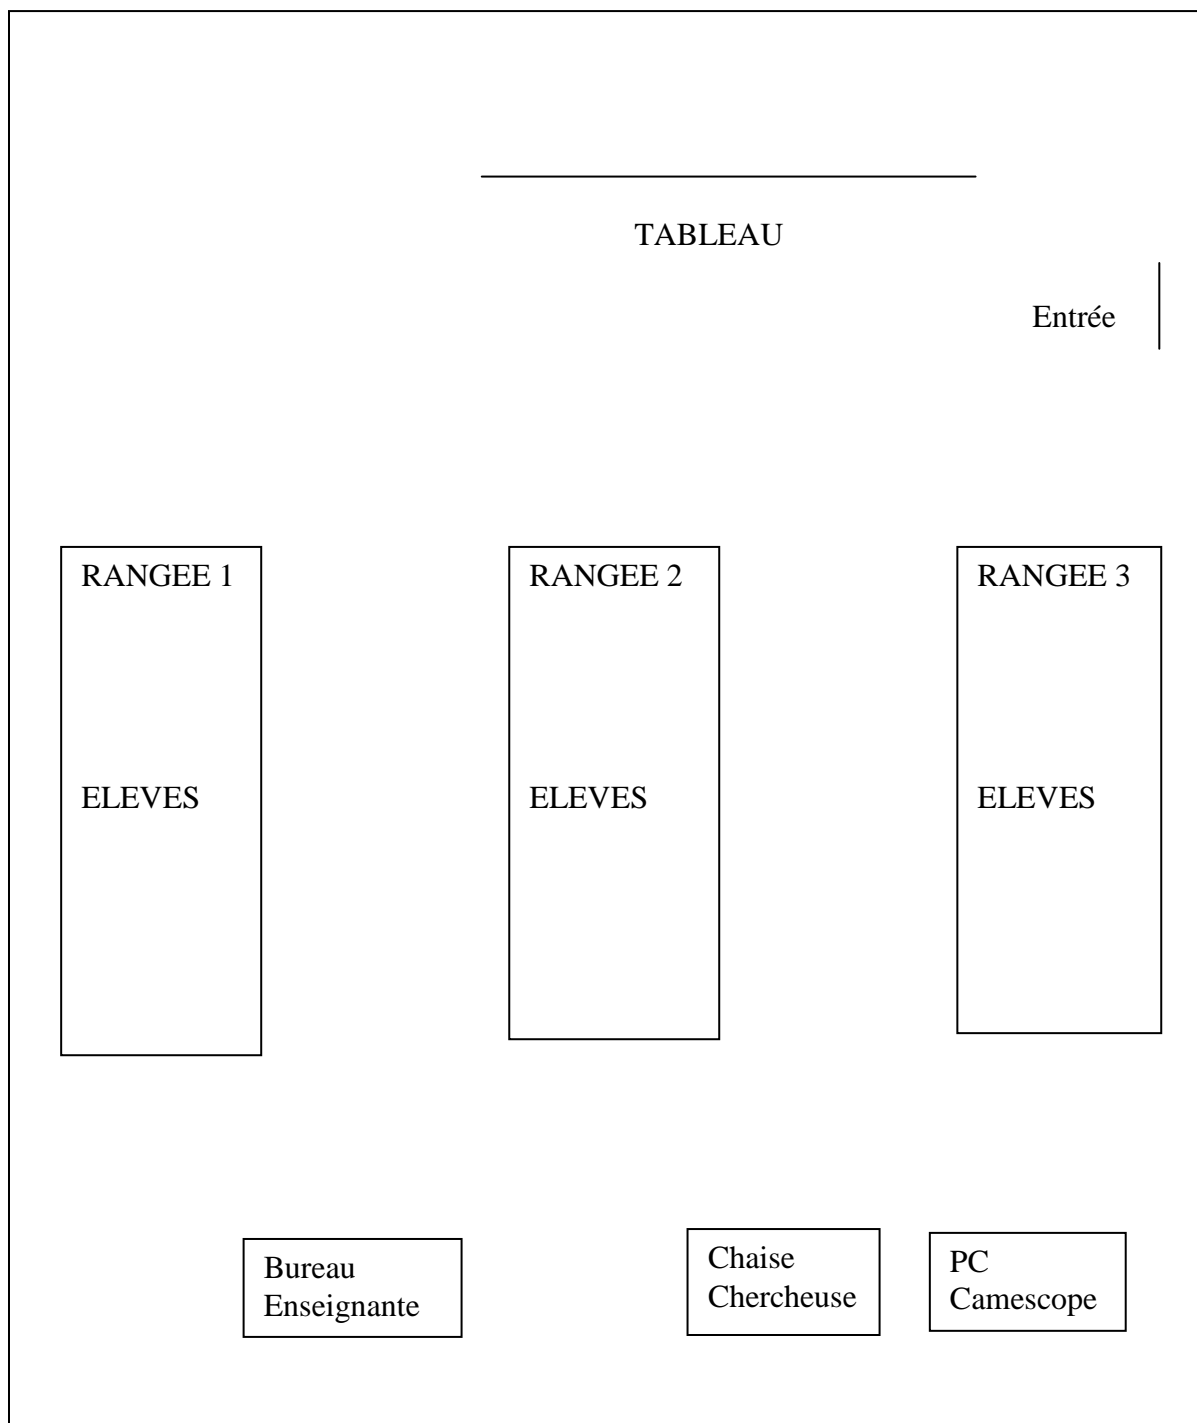 TABLEAU
Entrée
RANGEE 1
ELEVES
RANGEE 2
ELEVES
RANGEE 3
ELEVES
Bureau
Enseignante
Chaise
Chercheuse
PC
Camescope